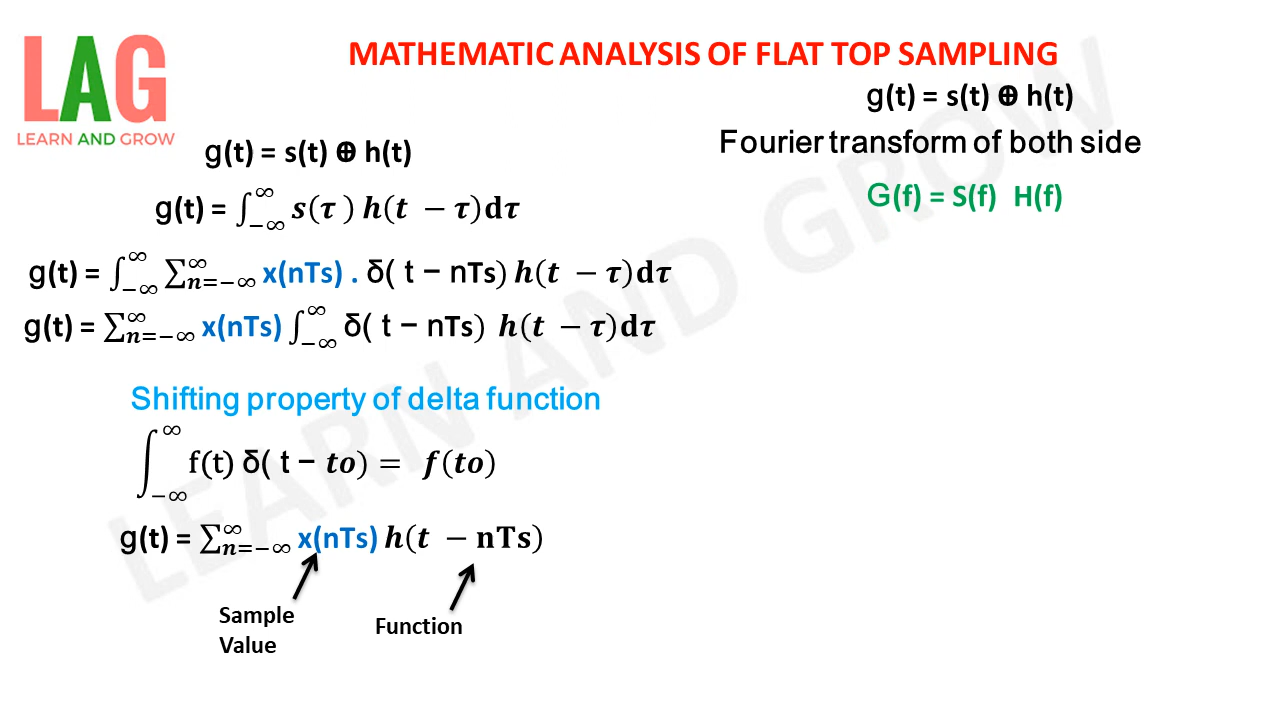 LAG
LEARN AND GROW
MATHEMATIC ANALYSIS OF FLAT TOP SAMPLING
g(t) = s(t) ⊕ h(t)
g(t) = ∫_{−∞}^{∞} s(τ ) h(t − τ)dτ
g(t) = ∫_{−∞}^{∞} ∑_{n=−∞}^{∞} x(nTs) . δ( t − nTs) h(t − τ)dτ
g(t) = ∑_{n=−∞}^{∞} x(nTs) ∫_{−∞}^{∞} δ( t − nTs) h(t − τ)dτ
Shifting property of delta function
∫_{−∞}^{∞} f(t) δ( t − to) = f(to)
g(t) = ∑_{n=−∞}^{∞} x(nTs) h(t − nTs)
Sample
Value
Function
g(t) = s(t) ⊕ h(t)
Fourier transform of both side
G(f) = S(f) H(f)
LEARN AND GROW